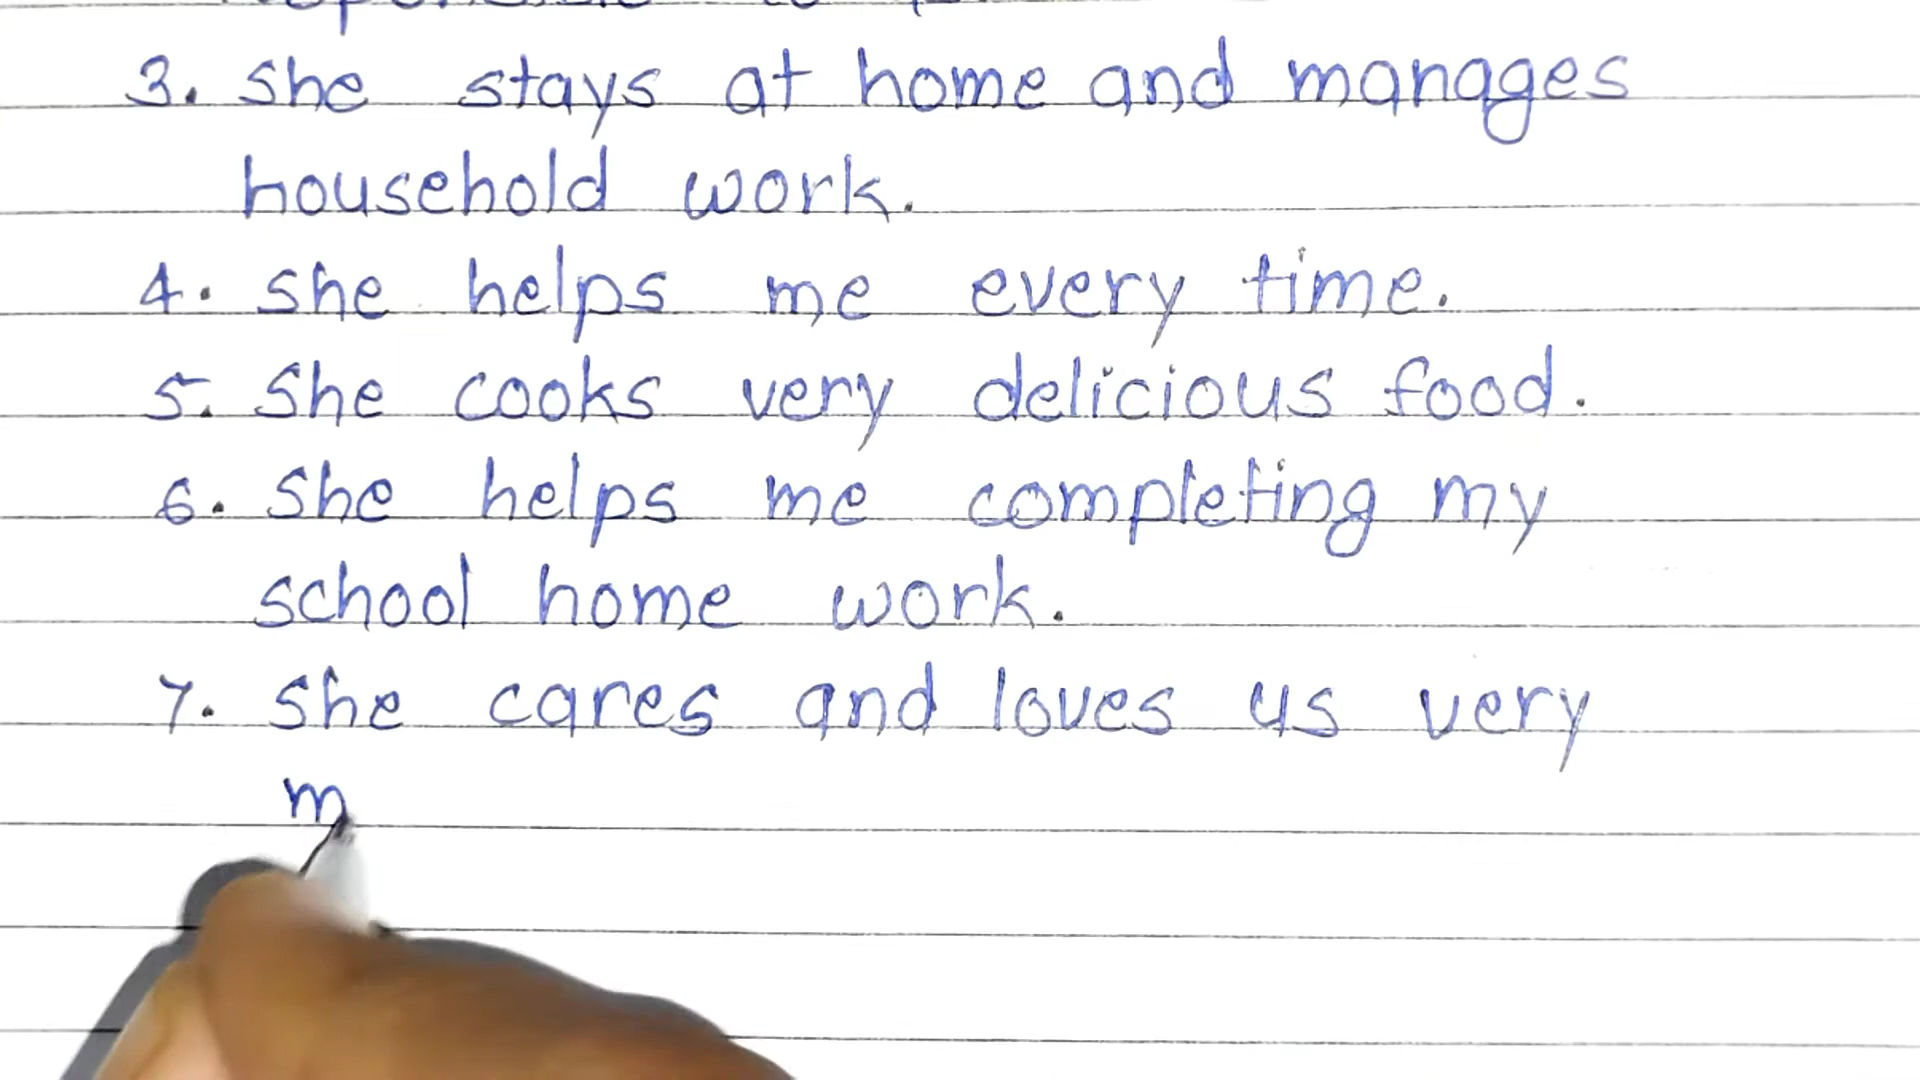 3. She stays at home and manages
household work.
4. She helps me every time.
5. She cooks very delicious food.
6. She helps me completing my
school home work.
7. She cares and loves us very
m